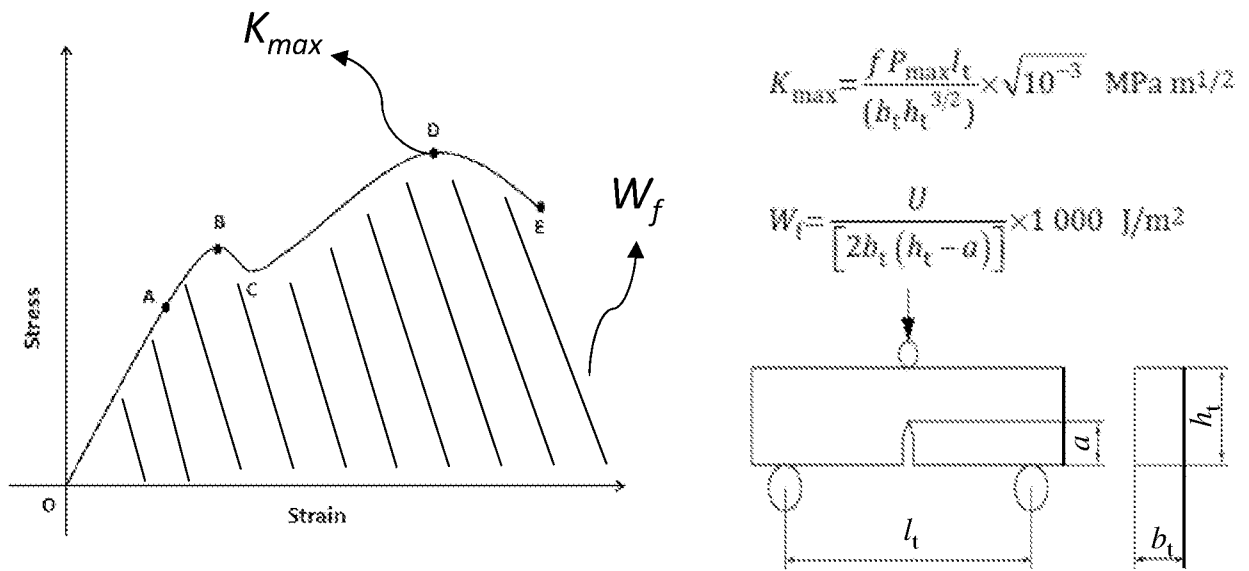 K_max
D
B
A
C
E
W_f
Stress
O
Strain
K_max=f P_max l_t/(b_t h_t^3/2)×√10^-3 MPa m^1/2
W_f=U/[2b_t (h_t−a)]×1 000 J/m^2
a
h_t
l_t
b_t